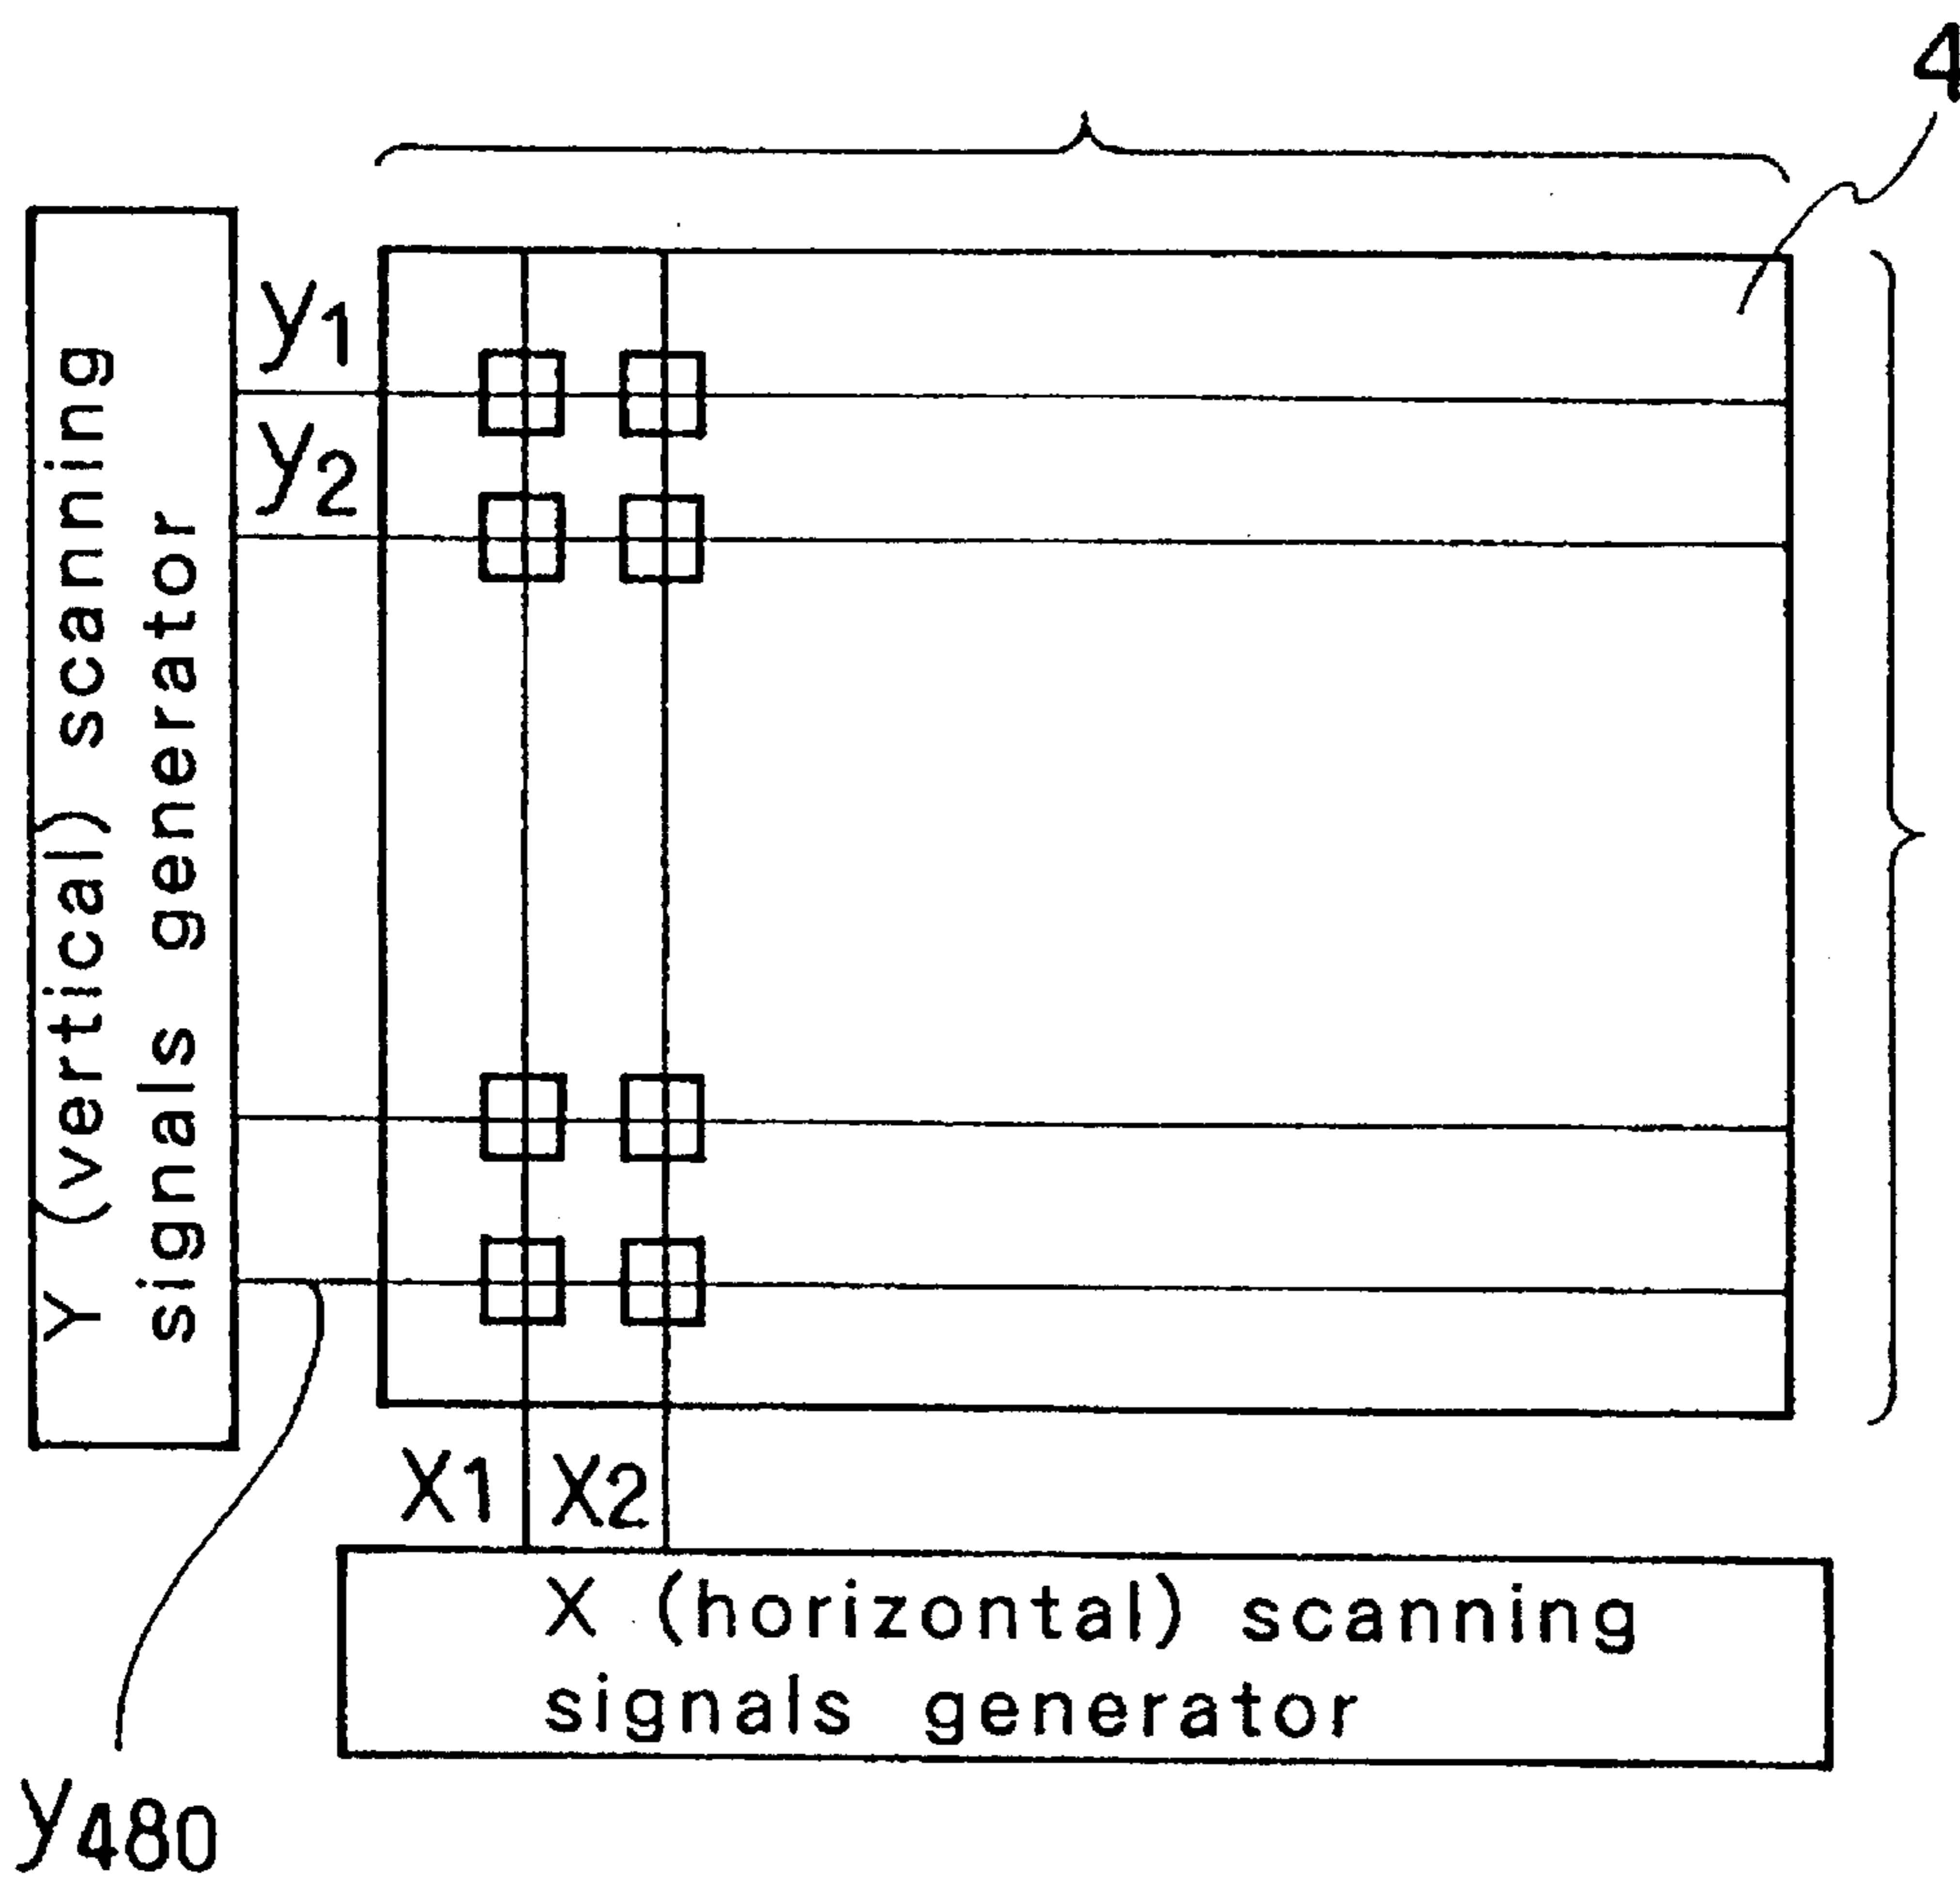 4
y1
y2
Y (vertical) scanning
signals generator
X1
X2
X (horizontal) scanning
signals generator
y480